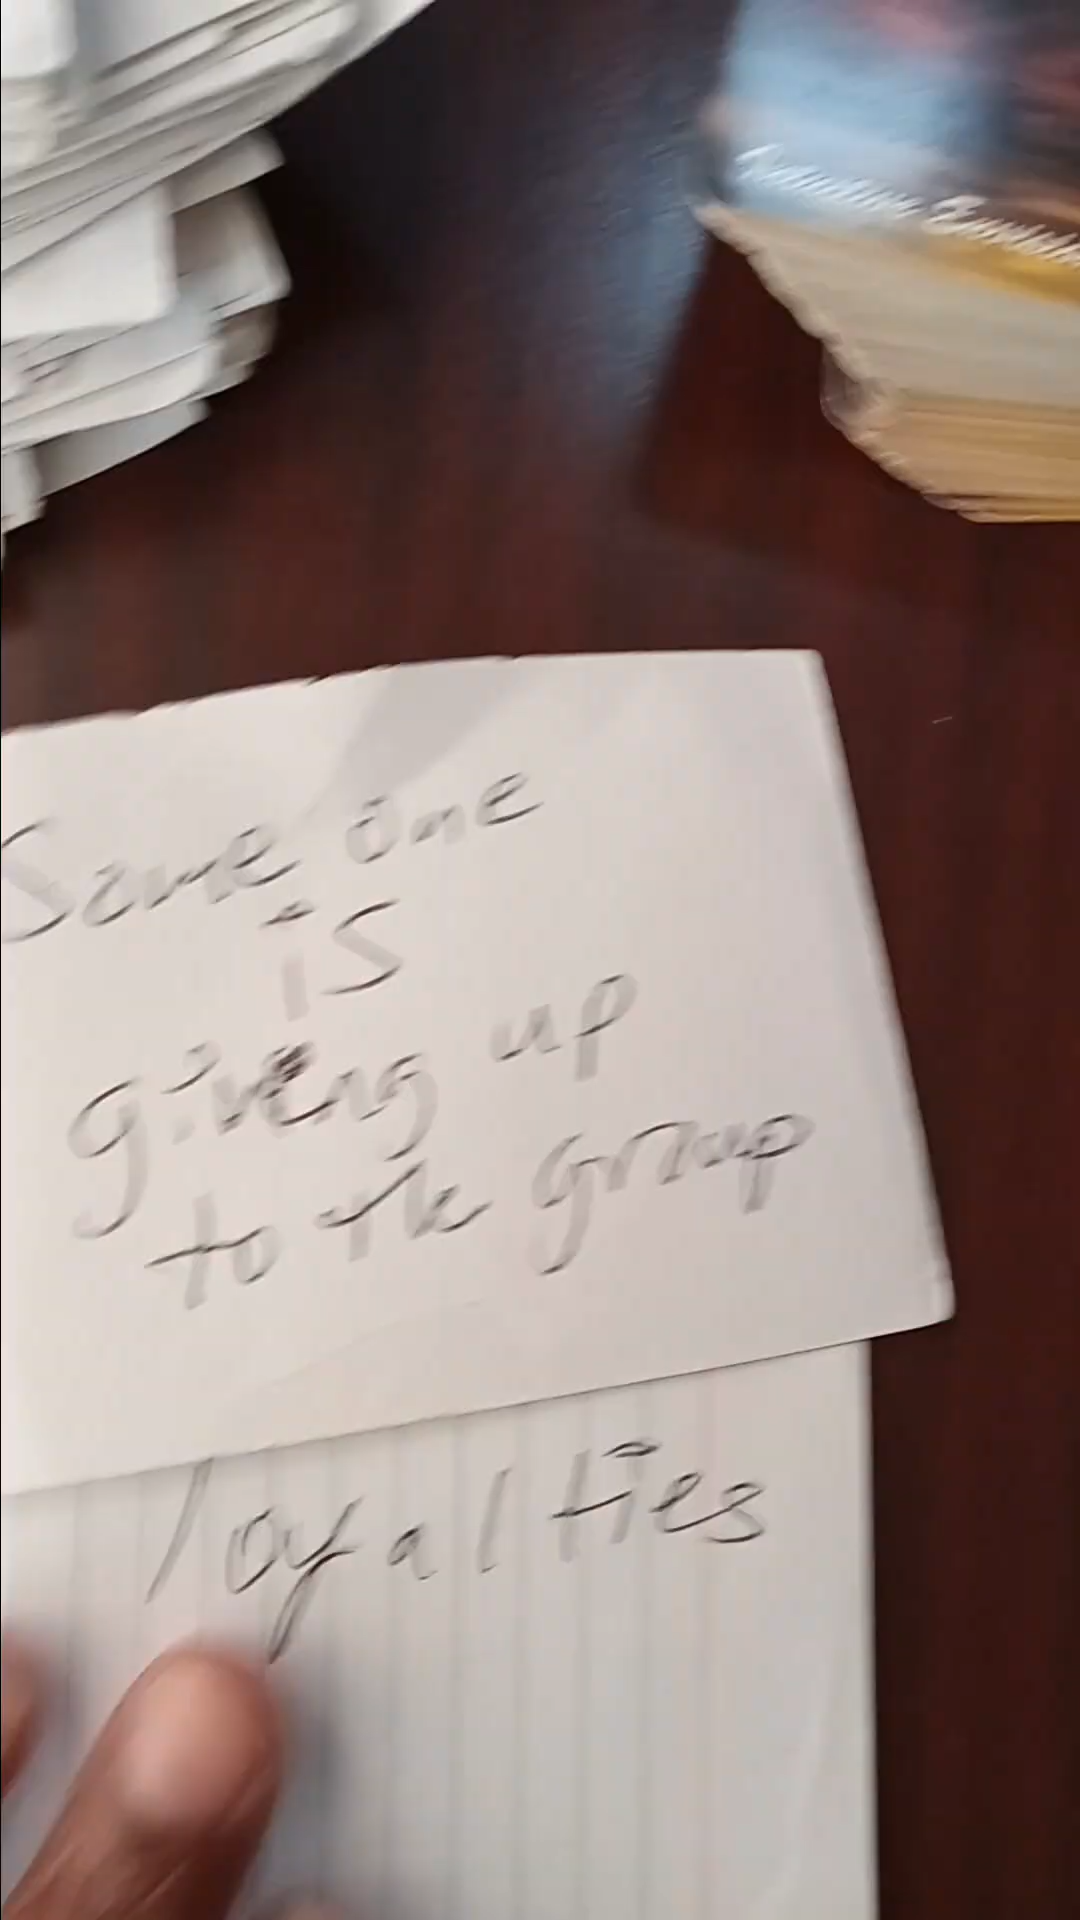 Some one
is
giving up
to the group
loyalties